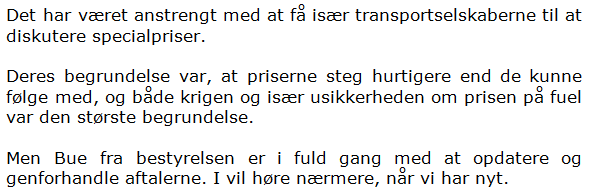 Det har været anstrengt med at få især transportselskaberne til at
diskutere specialpriser.
Deres begrundelse var, at priserne steg hurtigere end de kunne
følge med, og både krigen og især usikkerheden om prisen på fuel
var den største begrundelse.
Men Bue fra bestyrelsen er i fuld gang med at opdatere og
genforhandle aftalerne. I vil høre nærmere, når vi har nyt.